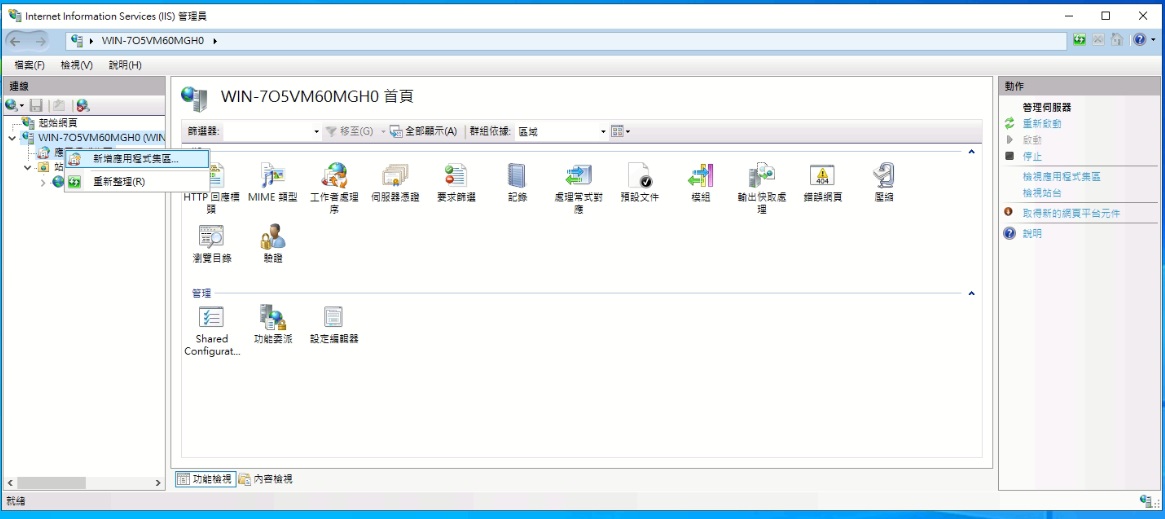 Internet Information Services (IIS) 管理員
WIN-7O5VM60MGH0
檔案(F) 檢視(V) 說明(H)
連線
起始網頁
WIN-7O5VM60MGH0 (WIN
應
站
新增應用程式集區...
重新整理(R)
WIN-7O5VM60MGH0 首頁
篩選器: 移至(G) 全部顯示(A) 群組依據: 區域
HTTP 回應標頭
MIME 類型
工作者處理序
伺服器憑證
要求篩選
記錄
處理常式對應
預設文件
模組
輸出快取處理
404
錯誤網頁
壓縮
瀏覽目錄
驗證
管理
Shared
Configurat...
功能委派
設定編輯器
功能檢視 內容檢視
動作
管理伺服器
重新啟動
啟動
停止
檢視應用程式集區
檢視站台
取得新的網頁平台元件
說明
就緒